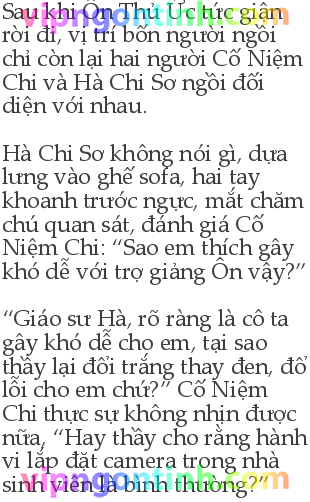 Sau khi Ôn Thủ Ức tức giận
rời đi, vị trí bốn người ngồi
chỉ còn lại hai người Cố Niệm
Chi và Hà Chi Sơ ngồi đối
diện với nhau.
Hà Chi Sơ không nói gì, dựa
lưng vào ghế sofa, hai tay
khoanh trước ngực, mắt chăm
chú quan sát, đánh giá Cố
Niệm Chi: “Sao em thích gây
khó dễ với trợ giảng Ôn vậy?”
“Giáo sư Hà, rõ ràng là cô ta
gây khó dễ cho em, tại sao
thầy lại đổi trắng thay đen, đổ
lỗi cho em chứ?” Cố Niệm
Chi thực sự không nhịn được
nữa, “Hay thầy cho rằng hành
vi lắp đặt camera trong nhà
sinh viên là bình thường?”
vipngontinh.com
vipngontinh.com